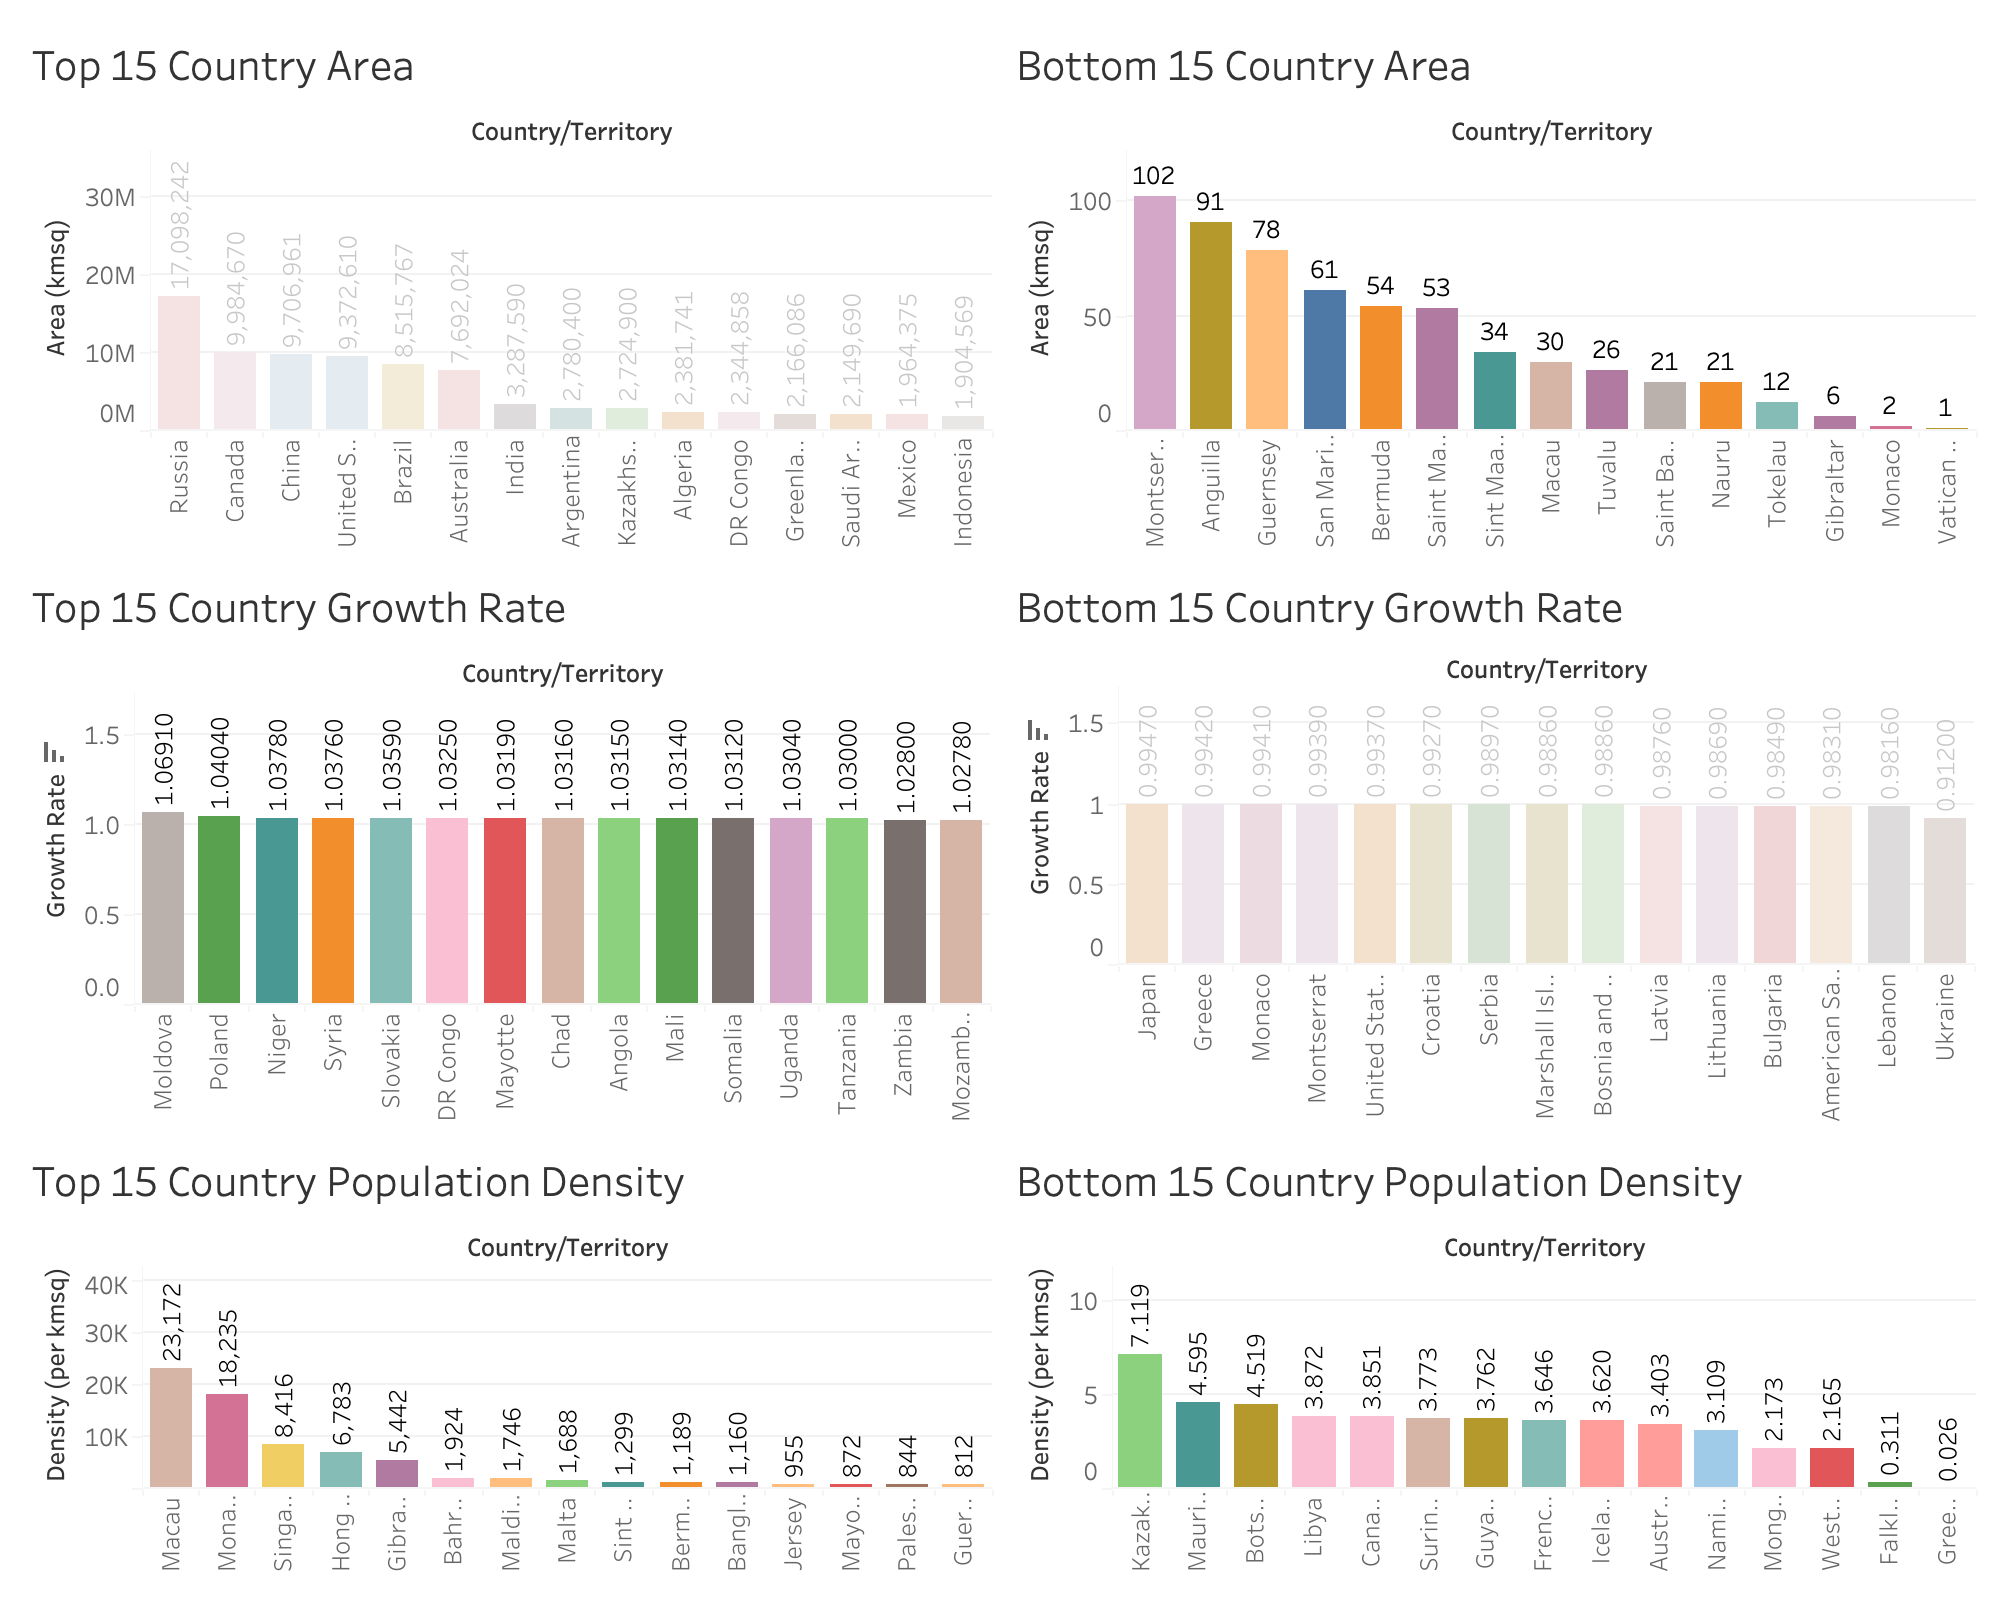 Top 15 Country Area
Country/Territory
Area (kmsq)
30M
20M
10M
0M
17,098,242
9,984,670
9,706,961
9,372,610
8,515,767
7,692,024
3,287,590
2,780,400
2,724,900
2,381,741
2,344,858
2,166,086
2,149,690
1,964,375
1,904,569
Russia
Canada
China
United S..
Brazil
Australia
India
Argentina
Kazakhs..
Algeria
DR Congo
Greenla..
Saudi Ar..
Mexico
Indonesia
Bottom 15 Country Area
Country/Territory
Area (kmsq)
100
50
0
102
91
78
61
54
53
34
30
26
21
21
12
6
2
1
Montser..
Anguilla
Guernsey
San Mari..
Bermuda
Saint Ma..
Sint Maa..
Macau
Tuvalu
Saint Ba..
Nauru
Tokelau
Gibraltar
Monaco
Vatican ..
Top 15 Country Growth Rate
Country/Territory
Growth Rate
1.5
1.0
0.5
0.0
1.06910
1.04040
1.03780
1.03760
1.03590
1.03250
1.03190
1.03160
1.03150
1.03140
1.03120
1.03040
1.03000
1.02800
1.02780
Moldova
Poland
Niger
Syria
Slovakia
DR Congo
Mayotte
Chad
Angola
Mali
Somalia
Uganda
Tanzania
Zambia
Mozamb..
Bottom 15 Country Growth Rate
Country/Territory
Growth Rate
1.5
1
0.5
0
0.99470
0.99420
0.99410
0.99390
0.99370
0.99270
0.98970
0.98860
0.98860
0.98760
0.98690
0.98490
0.98310
0.98160
0.91200
Japan
Greece
Monaco
Montserrat
United Stat..
Croatia
Serbia
Marshall Isl..
Bosnia and ..
Latvia
Lithuania
Bulgaria
American Sa..
Lebanon
Ukraine
Top 15 Country Population Density
Country/Territory
Density (per kmsq)
40K
30K
20K
10K
23,172
18,235
8,416
6,783
5,442
1,924
1,746
1,688
1,299
1,189
1,160
955
872
844
812
Macau
Mona..
Singa..
Hong ..
Gibra..
Bahr..
Maldi..
Malta
Sint ..
Berm..
Bangl..
Jersey
Mayo..
Pales..
Guer..
Bottom 15 Country Population Density
Country/Territory
Density (per kmsq)
10
5
0
7.119
4.595
4.519
3.872
3.851
3.773
3.762
3.646
3.620
3.403
3.109
2.173
2.165
0.311
0.026
Kazak..
Mauri..
Bots..
Libya
Cana..
Surin..
Guya..
Frenc..
Icela..
Austr..
Nami..
Mong..
West..
Falkl..
Gree..